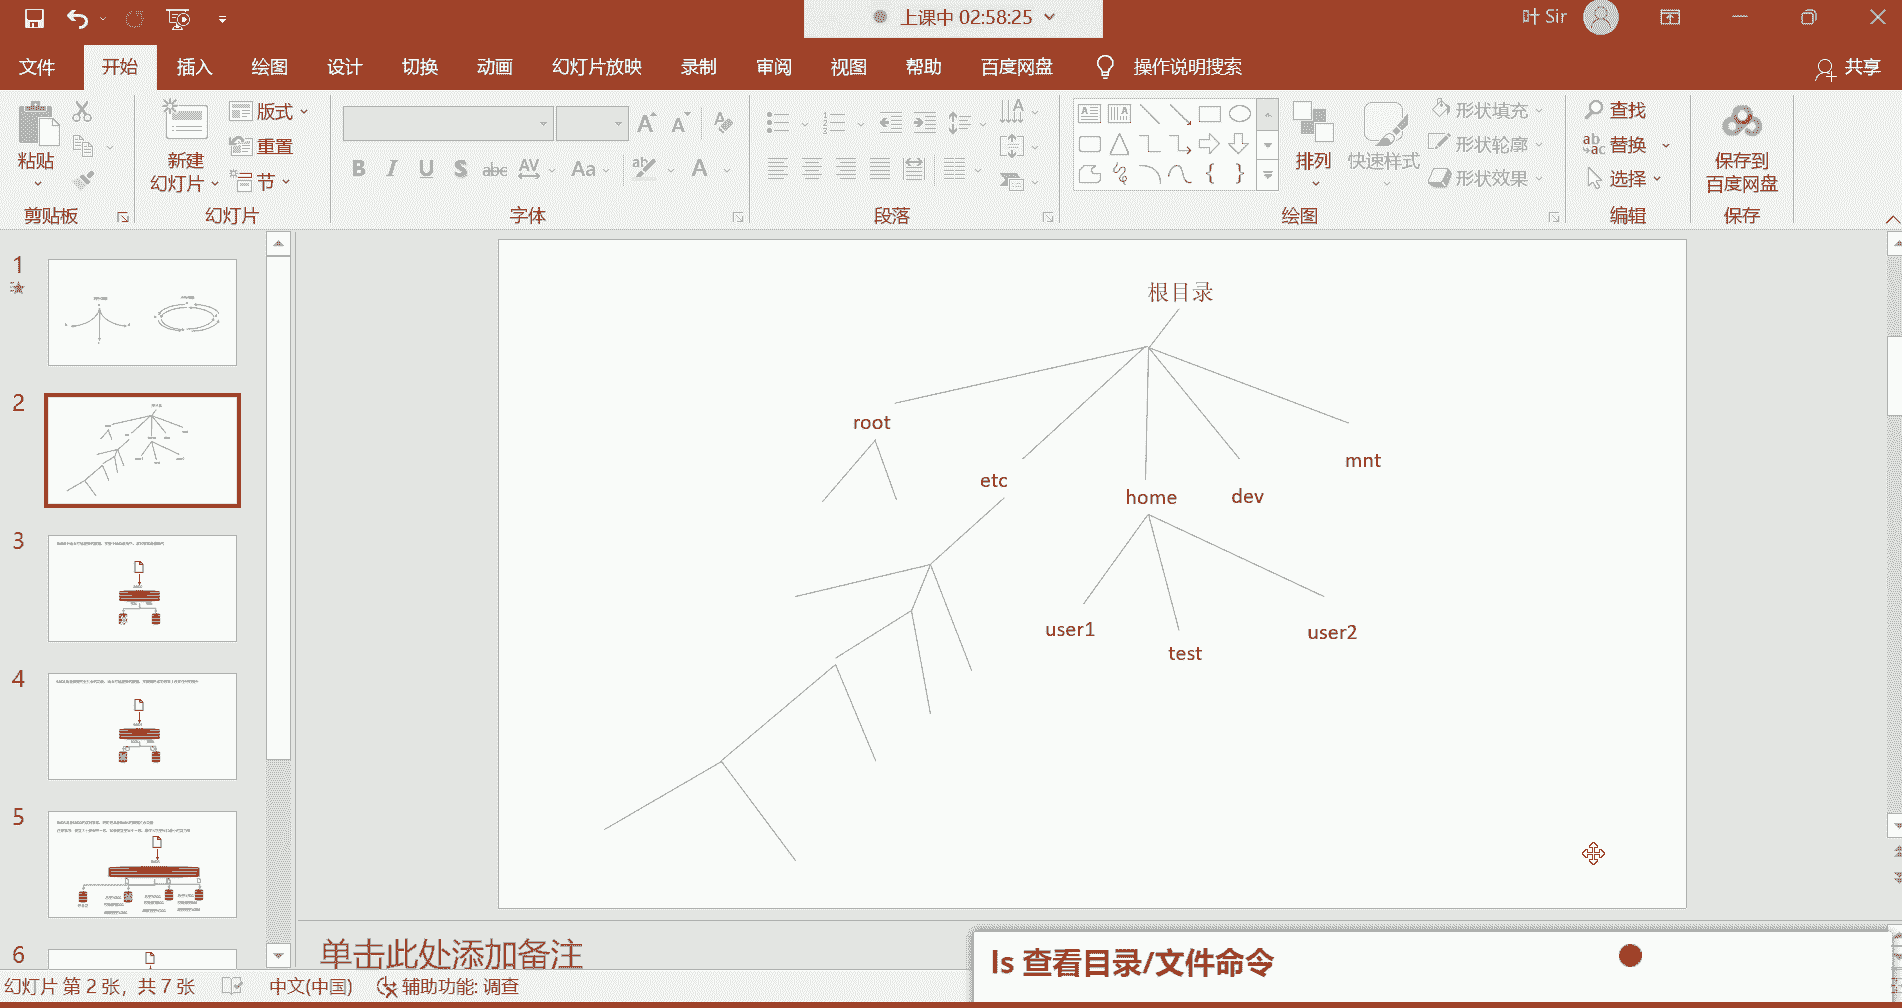 上课中 02:58:25
叶 Sir
文件 开始 插入 绘图 设计 切换 动画 幻灯片放映 录制 审阅 视图 帮助 百度网盘 操作说明搜索 共享
粘贴
剪贴板
新建
幻灯片
版式
重置
节
幻灯片
B I U S abc AV Aa A
字体
段落
排列
快速样式
形状填充
形状轮廓
形状效果
绘图
查找
替换
选择
编辑
保存到
百度网盘
保存
1
2
3
4
5
6
根目录
root
etc
home
dev
mnt
user1
test
user2
单击此处添加备注
ls 查看目录/文件命令
幻灯片 第 2 张，共 7 张
中文(中国)
辅助功能: 调查